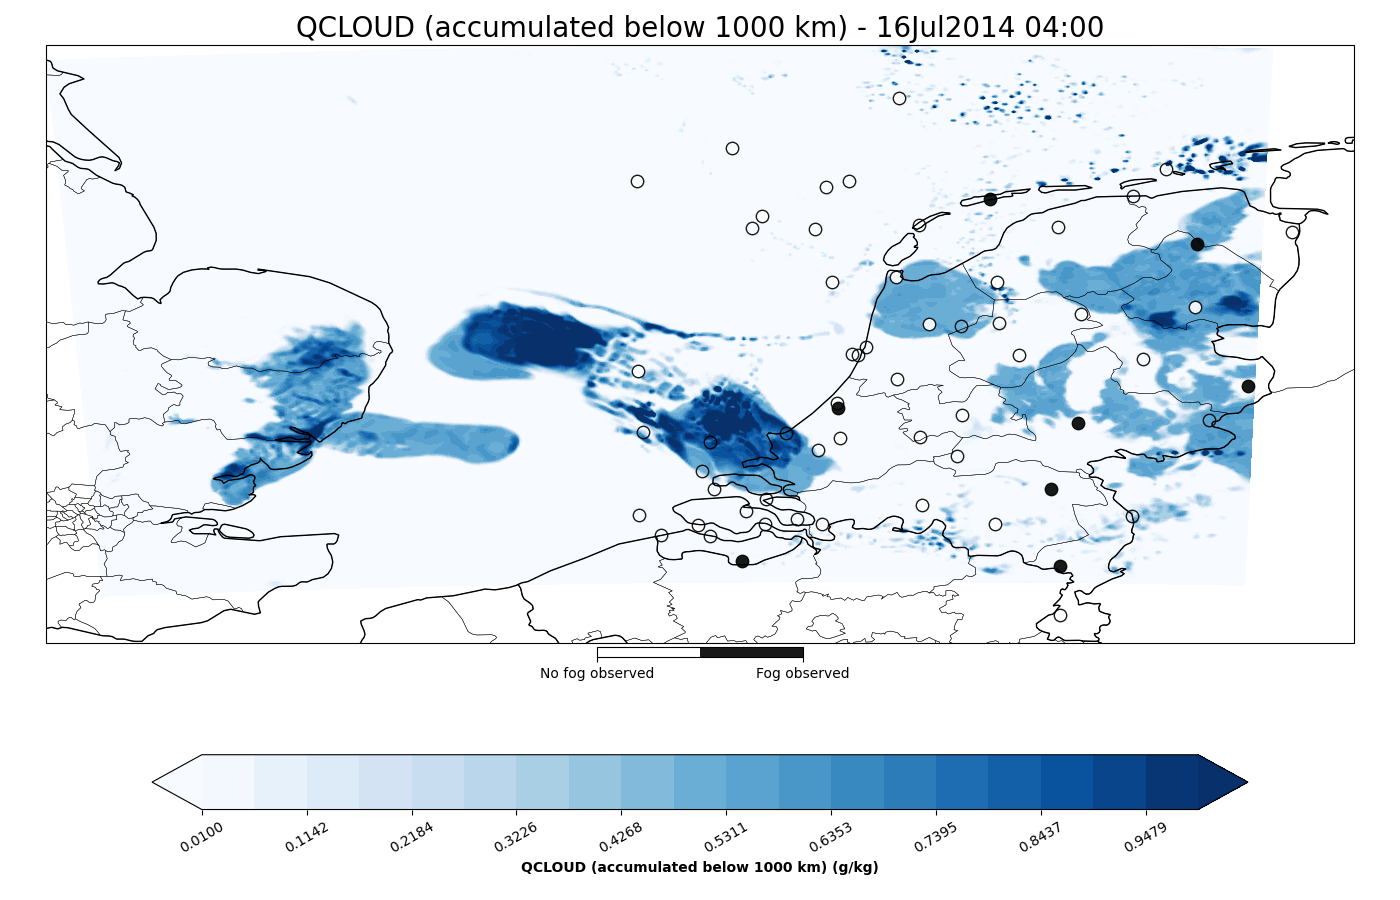 QCLOUD (accumulated below 1000 km) - 16Jul2014 04:00
No fog observed
Fog observed
0.0100
0.1142
0.2184
0.3226
0.4268
0.5311
0.6353
0.7395
0.8437
0.9479
QCLOUD (accumulated below 1000 km) (g/kg)